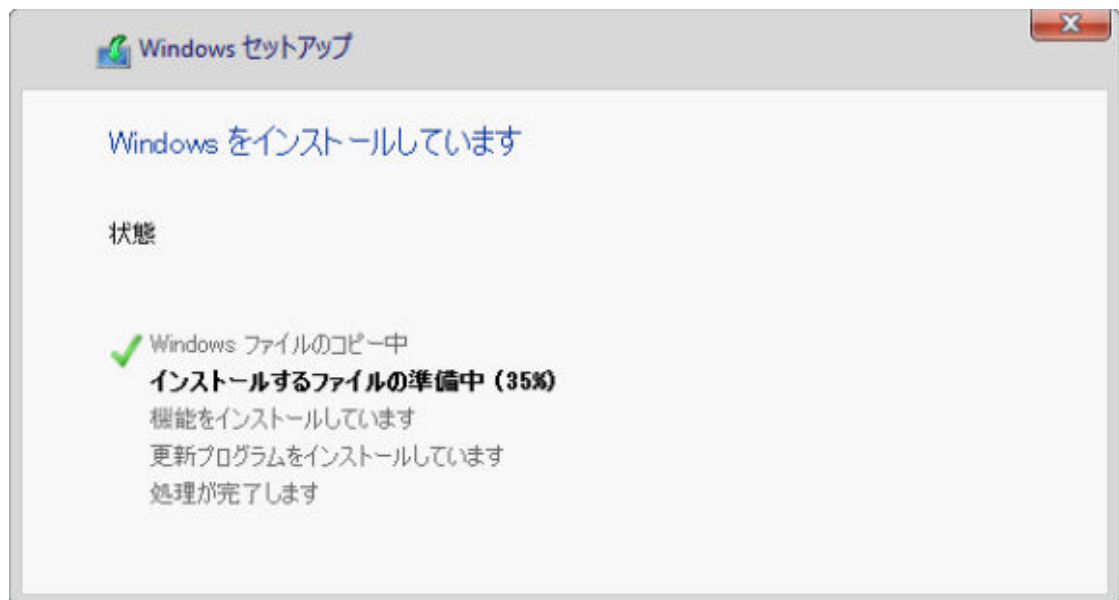 Windows セットアップ
Windows をインストールしています
状態
Windows ファイルのコピー中
インストールするファイルの準備中 (35%)
機能をインストールしています
更新プログラムをインストールしています
処理が完了します